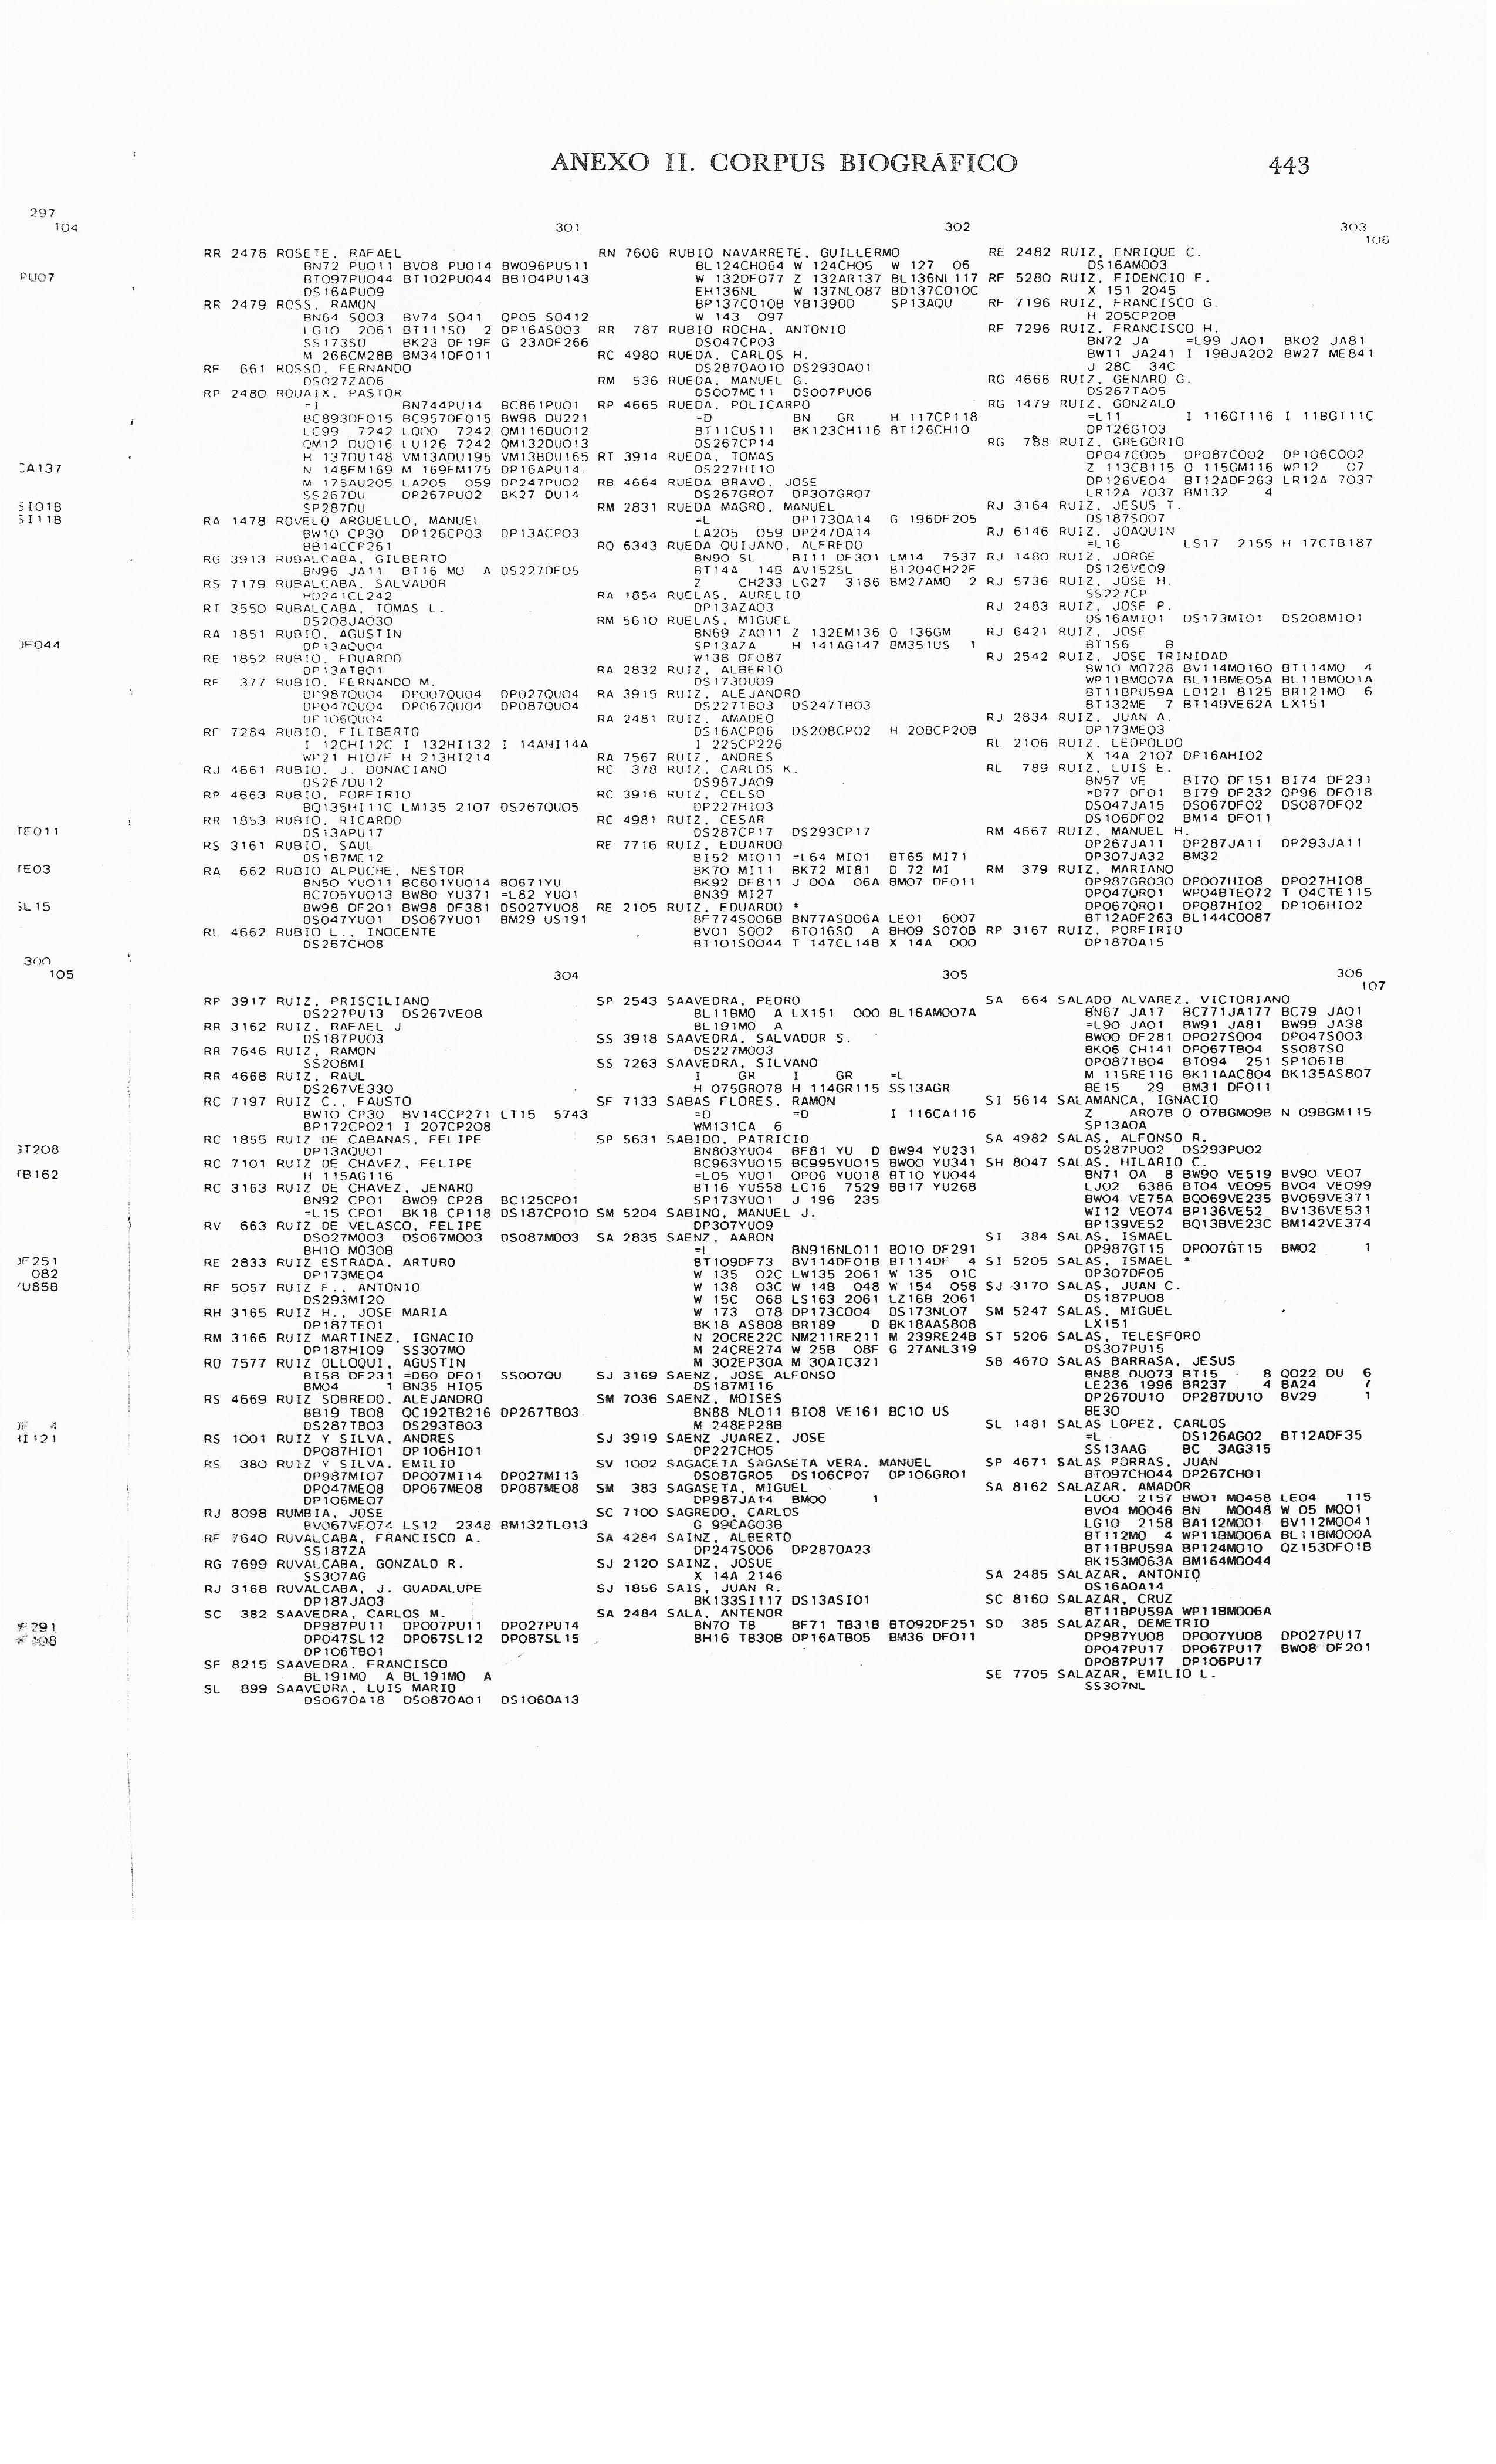 ANEXO II. CORPUS BIOGRÁFICO 443
297
104
PU07
CA137
SI01B
SI11B
DF044
TE011
TE03
SL15
300
105
ST208
TB162
DF251
082
YU85B
HI121
301
RR 2478 ROSETE, RAFAEL
BN72 PU011 BV08 PU014 BW096PU511
BT097PU044 BT102PU044 BB104PU143
DS16APU09
RR 2479 ROSS, RAMON
BN64 SO03 BV74 SO41 QP05 SO412
LG10 2061 BT111SO 2 DP16ASO03
SS173SO BK23 DF19F G 23ADF266
M 266CM28B BM341DF011
RF 661 ROSSO, FERNANDO
DS027ZA06
RP 2480 ROUAIX, PASTOR
=I BN744PU14 BC861PU01
BC893DF015 BC957DF015 BW98 DU221
LC99 7242 LQ00 7242 QM116DU012
QM12 DU016 LU126 7242 QM132DU013
H 137DU148 VM13ADU195 VM13BDU165
N 148FM169 M 169FM175 DP16APU14
M 175AU205 LA205 059 DP247PU02
SS267DU DP267PU02 BK27 DU14
SP287DU
RA 1478 ROVELO ARGUELLO, MANUEL
BW10 CP30 DP126CP03 DP13ACP03
BB14CCP261
RG 3913 RUBALCABA, GILBERTO
BN96 JA11 BT16 MO A DS227DF05
RS 7179 RUBALCABA, SALVADOR
HD241CL242
RT 3550 RUBALCABA, TOMAS L.
DS208JA030
RA 1851 RUBIO, AGUSTIN
DP13AQU04
RE 1852 RUBIO, EDUARDO
DP13ATB01
RF 377 RUBIO, FERNANDO M.
DP987QU04 DP007QU04 DP027QU04
DP047QU04 DP067QU04 DP087QU04
DP106QU04
RF 7284 RUBIO, FILIBERTO
I 12CHI12C I 132HI132 I 14AHI14A
WP21 HI07F H 213HI214
RJ 4661 RUBIO, J. DONACIANO
DS267DU12
RP 4663 RUBIO, PORFIRIO
BQ135HI11C LM135 2107 DS267QU05
RR 1853 RUBIO, RICARDO
DS13APU17
RS 3161 RUBIO, SAUL
DS187ME12
RA 662 RUBIO ALPUCHE, NESTOR
BN50 YU011 BC601YU014 BO671YU
BC705YU013 BW80 YU371 =L82 YU01
BW98 DF201 BW98 DF381 DS027YU08
DS047YU01 DS067YU01 BM29 US191
RL 4662 RUBIO L., INOCENTE
DS267CH08
302
RN 7606 RUBIO NAVARRETE, GUILLERMO
BL124CH064 W 124CH05 W 127 06
W 132DF077 Z 132AR137 BL136NL117
EH136NL W 137NL087 BD137CO10C
BP137CO10B YB139DD SP13AQU
W 143 097
RR 787 RUBIO ROCHA, ANTONIO
DS047CP03
RC 4980 RUEDA, CARLOS H.
DS287OA010 DS293OA01
RM 536 RUEDA, MANUEL G.
DS007ME11 DS007PU06
RP 4665 RUEDA, POLICARPO
=D BN GR H 117CP118
BT11CUS11 BK123CH116 BT126CH10
DS267CP14
RT 3914 RUEDA, TOMAS
DS227HI10
RB 4664 RUEDA BRAVO, JOSE
DS267GR07 DP307GR07
RM 2831 RUEDA MAGRO, MANUEL
=L DP173OA14 G 196DF205
LA205 059 DP247OA14
RQ 6343 RUEDA QUIJANO, ALFREDO
BN90 SL BI11 DF301 LM14 7537
BT14A 14B AV152SL BT204CH22F
Z CH233 LG27 3186 BM27AMO 2
RA 1854 RUELAS, AURELIO
DP13AZA03
RM 5610 RUELAS, MIGUEL
BN69 ZA011 Z 132EM136 O 136GM
SP13AZA H 141AG147 BM351US 1
W138 DF087
RA 2832 RUIZ, ALBERTO
DS173DU09
RA 3915 RUIZ, ALEJANDRO
DS227TB03 DS247TB03
RA 2481 RUIZ, AMADEO
DS16ACP06 DS208CP02 H 20BCP20B
I 225CP226
RA 7567 RUIZ, ANDRES
RC 378 RUIZ, CARLOS K.
DS987JA09
RC 3916 RUIZ, CELSO
DP227HI03
RC 4981 RUIZ, CESAR
DS287CP17 DS293CP17
RE 7716 RUIZ, EDUARDO
BI52 MI011 =L64 MI01 BT65 MI71
BK70 MI11 BK72 MI81 D 72 MI
BK92 DF811 J 00A 06A BM07 DF011
BN39 MI27
RE 2105 RUIZ, EDUARDO *
BF774SO06B BN77ASO06A LE01 6007
BV01 SO02 BT016SO A BH09 SO70B
BT101SO044 T 147CL14B X 14A 000
303
106
RE 2482 RUIZ, ENRIQUE C.
DS16AMO03
RF 5280 RUIZ, FIDENCIO F.
X 151 2045
RF 7196 RUIZ, FRANCISCO G.
H 205CP20B
RF 7296 RUIZ, FRANCISCO H.
BN72 JA =L99 JA01 BK02 JA81
BW11 JA241 I 19BJA202 BW27 ME841
J 28C 34C
RG 4666 RUIZ, GENARO G.
DS267TA05
RG 1479 RUIZ, GONZALO
=L11 I 116GT116 I 11BGT11C
DP126GT03
RG 788 RUIZ, GREGORIO
DP047CO05 DP087CO02 DP106CO02
Z 113CB115 O 115GM116 WP12 07
DP126VE04 BT12ADF263 LR12A 7037
LR12A 7037 BM132 4
RJ 3164 RUIZ, JESUS T.
DS187SO07
RJ 6146 RUIZ, JOAQUIN
=L16 LS17 2155 H 17CTB187
RJ 1480 RUIZ, JORGE
DS126VE09
RJ 5736 RUIZ, JOSE H.
SS227CP
RJ 2483 RUIZ, JOSE P.
DS16AMI01 DS173MI01 DS208MI01
RJ 6421 RUIZ, JOSE
BT156 B
RJ 2542 RUIZ, JOSE TRINIDAD
BW10 MO728 BV114MO160 BT114MO 4
WP11BMO07A BL11BME05A BL11BMO01A
BT11BPU59A LD121 8125 BR121MO 6
BT132ME 7 BT149VE62A LX151
RJ 2834 RUIZ, JUAN A.
DP173ME03
RL 2106 RUIZ, LEOPOLDO
X 14A 2107 DP16AHI02
RL 789 RUIZ, LUIS E.
BN57 VE BI70 DF151 BI74 DF231
=D77 DF01 BI79 DF232 QP96 DF018
DS047JA15 DS067DF02 DS087DF02
DS106DF02 BM14 DF011
RM 4667 RUIZ, MANUEL H.
DP267JA11 DP287JA11 DP293JA11
DP307JA32 BM32
RM 379 RUIZ, MARIANO
DP987GR030 DP007HI08 DP027HI08
DP047QR01 WP04BTE072 T 04CTE115
DP067QR01 DP087HI02 DP106HI02
BT12ADF263 BL144CO087
RP 3167 RUIZ, PORFIRIO
DP187OA15
304
RP 3917 RUIZ, PRISCILIANO
DS227PU13 DS267VE08
RR 3162 RUIZ, RAFAEL J
DS187PU03
RR 7646 RUIZ, RAMON
SS208MI
RR 4668 RUIZ, RAUL
DS267VE330
RC 7197 RUIZ C., FAUSTO
BW10 CP30 BV14CCP271 LT15 5743
BP172CP021 I 207CP208
RC 1855 RUIZ DE CABANAS, FELIPE
DP13AQU01
RC 7101 RUIZ DE CHAVEZ, FELIPE
H 115AG116
RC 3163 RUIZ DE CHAVEZ, JENARO
BN92 CP01 BW09 CP28 BC125CP01
=L15 CP01 BK18 CP118 DS187CP010
RV 663 RUIZ DE VELASCO, FELIPE
DS027MO03 DS067MO03 DS087MO03
BH10 MO30B
RE 2833 RUIZ ESTRADA, ARTURO
DP173ME04
RF 5057 RUIZ F., ANTONIO
DS293MI20
RH 3165 RUIZ H., JOSE MARIA
DP187TE01
RM 3166 RUIZ MARTINEZ, IGNACIO
DP187HI09 SS307MO
RO 7577 RUIZ OLLOQUI, AGUSTIN
BI58 DF231 =D60 DF01 SS007QU
BM04 1 BN35 HI05
RS 4669 RUIZ SOBREDO, ALEJANDRO
BB19 TB08 QC192TB216 DP267TB03
DS287TB03 DS293TB03
RS 1001 RUIZ Y SILVA, ANDRES
DP087HI01 DP106HI01
RS 380 RUIZ Y SILVA, EMILIO
DP987MI07 DP007MI14 DP027MI13
DP047ME08 DP067ME08 DP087ME08
DP106ME07
RJ 8098 RUMBIA, JOSE
BV067VE074 LS12 2348 BM132TL013
RF 7640 RUVALCABA, FRANCISCO A.
SS187ZA
RG 7699 RUVALCABA, GONZALO R.
SS307AG
RJ 3168 RUVALCABA, J. GUADALUPE
DP187JA03
SC 382 SAAVEDRA, CARLOS M.
DP987PU11 DP007PU11 DP027PU14
DP047SL12 DP067SL12 DP087SL15
DP106TB01
SF 8215 SAAVEDRA, FRANCISCO
BL191MO A BL191MO A
SL 899 SAAVEDRA, LUIS MARIO
DS067OA18 DS087OA01 DS106OA13
305
SP 2543 SAAVEDRA, PEDRO
BL11BMO A LX151 000 BL16AMO07A
BL191MO A
SS 3918 SAAVEDRA, SALVADOR S.
DS227MO03
SS 7263 SAAVEDRA, SILVANO
I GR I GR =L
H 075GR078 H 114GR115 SS13AGR
SF 7133 SABAS FLORES, RAMON
=D =D I 116CA116
WM131CA 6
SP 5631 SABIDO, PATRICIO
BN803YU04 BF81 YU D BW94 YU231
BC963YU015 BC995YU015 BW00 YU341
=L05 YU01 QP06 YU018 BT10 YU044
BT16 YU558 LC16 7529 BB17 YU268
SP173YU01 J 196 235
SM 5204 SABINO, MANUEL J.
DP307YU09
SA 2835 SAENZ, AARON
=L BN916NL011 BQ10 DF291
BT109DF73 BV114DF01B BT114DF 4
W 135 02C LW135 2061 W 135 01C
W 138 03C W 14B 048 W 154 058
W 15C 068 LS163 2061 LZ16B 2061
W 173 078 DP173CO04 DS173NL07
BK18 AS808 BR189 D BK18AAS808
N 20CRE22C NM211RE211 M 239RE24B
M 24CRE274 W 25B 08F G 27ANL319
M 302EP30A M 30AIC321
SJ 3169 SAENZ, JOSE ALFONSO
DS187MI16
SM 7036 SAENZ, MOISES
BN88 NL011 BI08 VE161 BC10 US
M 248EP28B
SJ 3919 SAENZ JUAREZ, JOSE
DP227CH05
SV 1002 SAGACETA SAGASETA VERA, MANUEL
DS087GR05 DS106CP07 DP106GR01
SM 383 SAGASETA, MIGUEL
DP987JA14 BM00 1
SC 7100 SAGREDO, CARLOS
G 99CAG03B
SA 4284 SAINZ, ALBERTO
DP247SO06 DP287OA23
SJ 2120 SAINZ, JOSUE
X 14A 2146
SJ 1856 SAIS, JUAN R.
BK133SI117 DS13ASI01
SA 2484 SALA, ANTENOR
BN70 TB BF71 TB31B BT092DF251
BH16 TB30B DP16ATB05 BM36 DF011
306
107
SA 664 SALADO ALVAREZ, VICTORIANO
BN67 JA17 BC771JA177 BC79 JA01
=L90 JA01 BW91 JA81 BW99 JA38
BW00 DF281 DP027SO04 DP047SO03
BK06 CH141 DP067TB04 SS087SO
DP087TB04 BT094 251 SP106TB
M 115RE116 BK11AAC804 BK135AS807
BE15 29 BM31 DF011
SI 5614 SALAMANCA, IGNACIO
Z AR07B O 07BGM09B N 09BGM115
SP13AOA
SA 4982 SALAS, ALFONSO R.
DS287PU02 DS293PU02
SH 8047 SALAS, HILARIO C.
BN71 OA 8 BW90 VE519 BV90 VE07
LJ02 6386 BT04 VE095 BV04 VE099
BW04 VE75A BQ069VE235 BV069VE371
WI12 VE074 BP136VE52 BV136VE531
BP139VE52 BQ13BVE23C BM142VE374
SI 384 SALAS, ISMAEL
DP987GT15 DP007GT15 BM02 1
SI 5205 SALAS, ISMAEL *
DP307DF05
SJ 3170 SALAS, JUAN C.
DS187PU08
SM 5247 SALAS, MIGUEL
LX151
ST 5206 SALAS, TELESFORO
DS307PU15
SB 4670 SALAS BARRASA, JESUS
BN88 DU073 BT15 8 QO22 DU 6
LE236 1996 BR237 4 BA24 7
DP267DU10 DP287DU10 BV29 1
BE30
SL 1481 SALAS LOPEZ, CARLOS
=L DS126AG02 BT12ADF35
SS13AAG BC 3AG315
SP 4671 SALAS PORRAS, JUAN
BT097CH044 DP267CH01
SA 8162 SALAZAR, AMADOR
LO00 2157 BW01 MO458 LE04 115
BV04 MO046 BN MO048 W 05 MO01
LG10 2158 BA112MO01 BV112MO041
BT112MO 4 WP11BMO06A BL11BMO00A
BT11BPU59A BP124MO10 QZ153DF01B
BK153MO63A BM164MO044
SA 2485 SALAZAR, ANTONIO
DS16AOA14
SC 8160 SALAZAR, CRUZ
BT11BPU59A WP11BMO06A
SD 385 SALAZAR, DEMETRIO
DP987YU08 DP007YU08 DP027PU17
DP047PU17 DP067PU17 BW08 DF201
DP087PU17 DP106PU17
SE 7705 SALAZAR, EMILIO L.
SS307NL